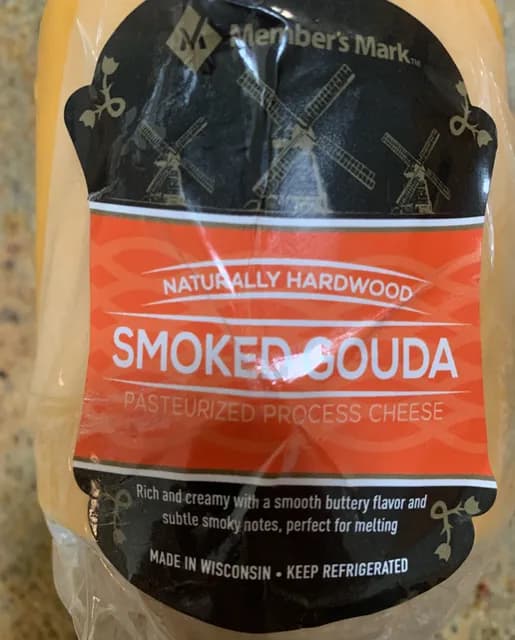 Member's Mark™
NATURALLY HARDWOOD
SMOKED GOUDA
PASTEURIZED PROCESS CHEESE
Rich and creamy with a smooth buttery flavor and
subtle smoky notes, perfect for melting
MADE IN WISCONSIN • KEEP REFRIGERATED